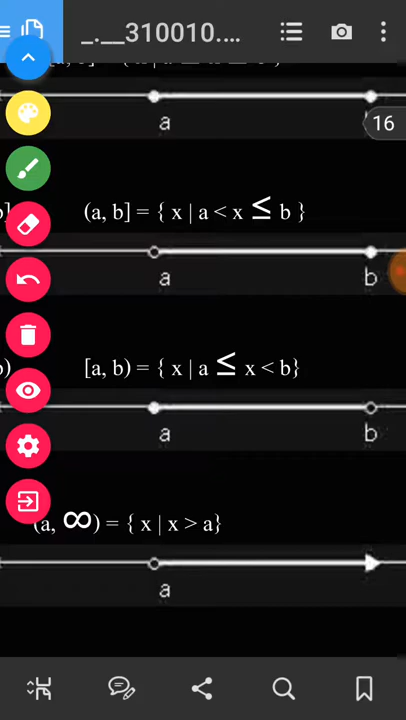 _.__310010....
a
16
b] (a, b] = { x | a < x ≤ b }
a b
) [a, b) = { x | a ≤ x < b}
a b
(a, ∞) = { x | x > a}
a